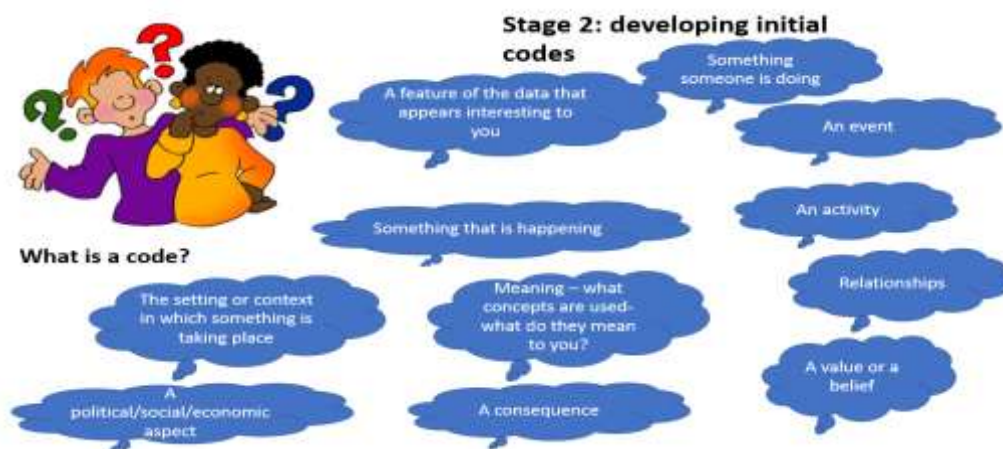 Stage 2: developing initial
codes
Something
someone is doing
A feature of the data that
appears interesting to
you
An event
An activity
Something that is happening
What is a code?
The setting or context
in which something is
taking place
Meaning – what
concepts are used-
what do they mean
to you?
Relationships
A
political/social/economic
aspect
A consequence
A value or a
belief